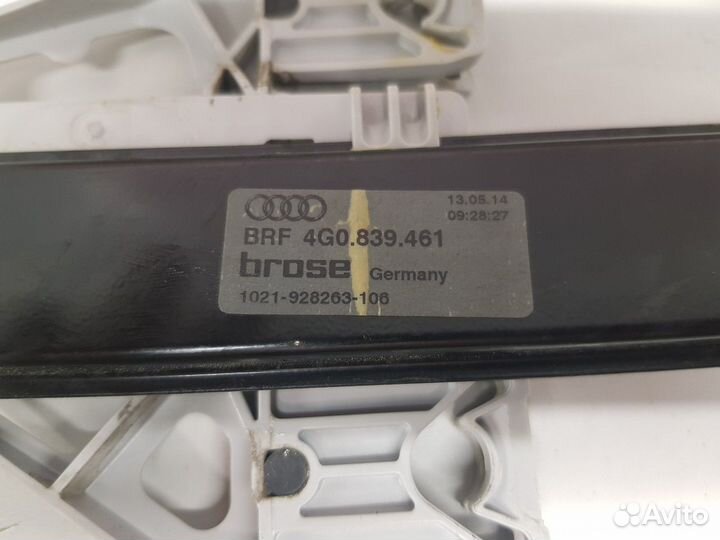 13.05.14
09:28:27
BRF 4G0.839.461
brose Germany
1021-928263-106
Avito